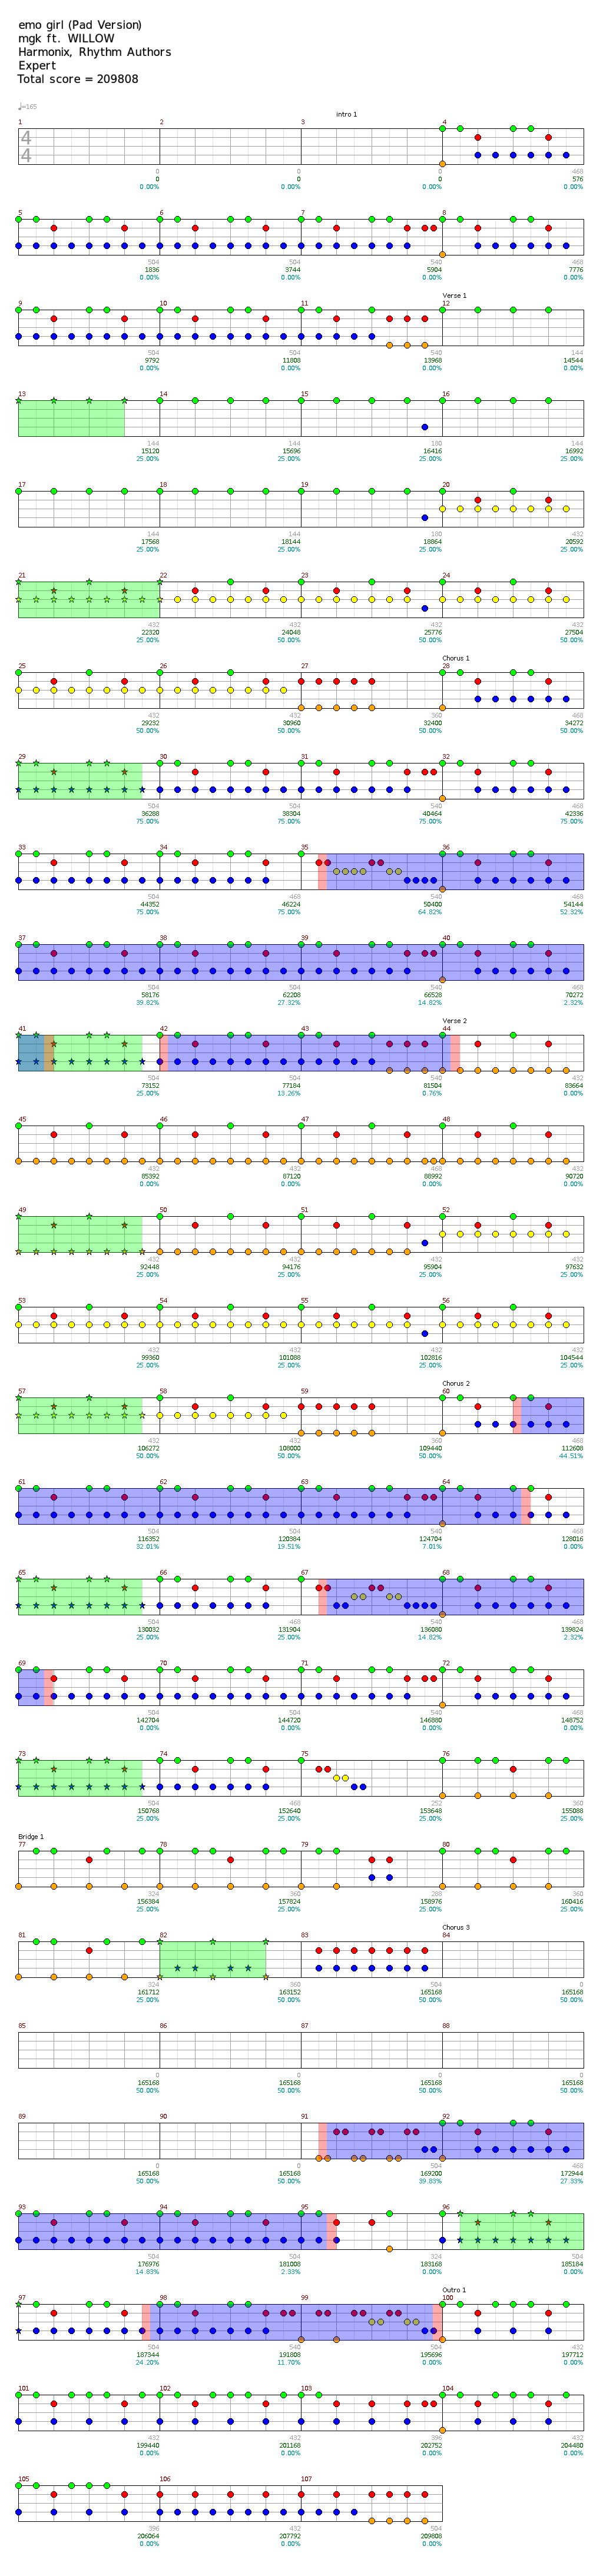 emo girl (Pad Version)
mgk ft. WILLOW
Harmonix, Rhythm Authors
Expert
Total score = 209808
♩=165
intro 1
1 2 3 4
4
4
0 0 0 468
0 0 0 576
0.00% 0.00% 0.00% 0.00%
5 6 7 8
504 504 540 468
1836 3744 5904 7776
0.00% 0.00% 0.00% 0.00%
Verse 1
9 10 11 12
504 504 540 144
9792 11808 13968 14544
0.00% 0.00% 0.00% 0.00%
13 14 15 16
144 144 180 144
15120 15696 16416 16992
25.00% 25.00% 25.00% 25.00%
17 18 19 20
144 144 180 432
17568 18144 18864 20592
25.00% 25.00% 25.00% 25.00%
21 22 23 24
432 432 432 432
22320 24048 25776 27504
25.00% 50.00% 50.00% 50.00%
Chorus 1
25 26 27 28
432 432 360 468
29232 30960 32400 34272
50.00% 50.00% 50.00% 50.00%
29 30 31 32
504 504 540 468
36288 38304 40464 42336
75.00% 75.00% 75.00% 75.00%
33 34 35 36
504 468 540 468
44352 46224 50400 54144
75.00% 75.00% 64.82% 52.32%
37 38 39 40
504 504 540 468
58176 62208 66528 70272
39.82% 27.32% 14.82% 2.32%
Verse 2
41 42 43 44
504 504 540 432
73152 77184 81504 83664
25.00% 13.26% 0.76% 0.00%
45 46 47 48
432 432 468 432
85392 87120 88992 90720
0.00% 0.00% 0.00% 0.00%
49 50 51 52
432 432 432 432
92448 94176 95904 97632
25.00% 25.00% 25.00% 25.00%
53 54 55 56
432 432 432 432
99360 101088 102816 104544
25.00% 25.00% 25.00% 25.00%
Chorus 2
57 58 59 60
432 432 360 468
106272 108000 109440 112608
50.00% 50.00% 50.00% 44.51%
61 62 63 64
504 504 540 468
116352 120384 124704 128016
32.01% 19.51% 7.01% 0.00%
65 66 67 68
504 468 540 468
130032 131904 136080 139824
25.00% 25.00% 14.82% 2.32%
69 70 71 72
504 504 540 468
142704 144720 146880 148752
0.00% 0.00% 0.00% 0.00%
73 74 75 76
504 468 252 360
150768 152640 153648 155088
25.00% 25.00% 25.00% 25.00%
Bridge 1
77 78 79 80
324 360 288 360
156384 157824 158976 160416
25.00% 25.00% 25.00% 25.00%
Chorus 3
81 82 83 84
324 360 504 0
161712 163152 165168 165168
25.00% 50.00% 50.00% 50.00%
85 86 87 88
0 0 0 0
165168 165168 165168 165168
50.00% 50.00% 50.00% 50.00%
89 90 91 92
0 0 504 468
165168 165168 169200 172944
50.00% 50.00% 39.83% 27.33%
93 94 95 96
504 504 324 504
176976 181008 183168 185184
14.83% 2.33% 0.00% 0.00%
Outro 1
97 98 99 100
504 504 504 432
187344 191808 195696 197712
24.20% 11.70% 0.00% 0.00%
101 102 103 104
432 432 396 432
199440 201168 202752 204480
0.00% 0.00% 0.00% 0.00%
105 106 107
396 432 504
206064 207792 209808
0.00% 0.00% 0.00%